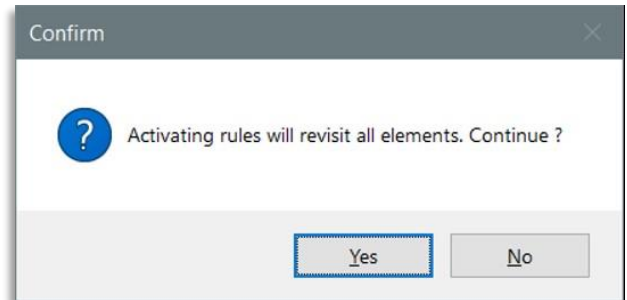 Confirm
Activating rules will revisit all elements. Continue ?
Yes
No